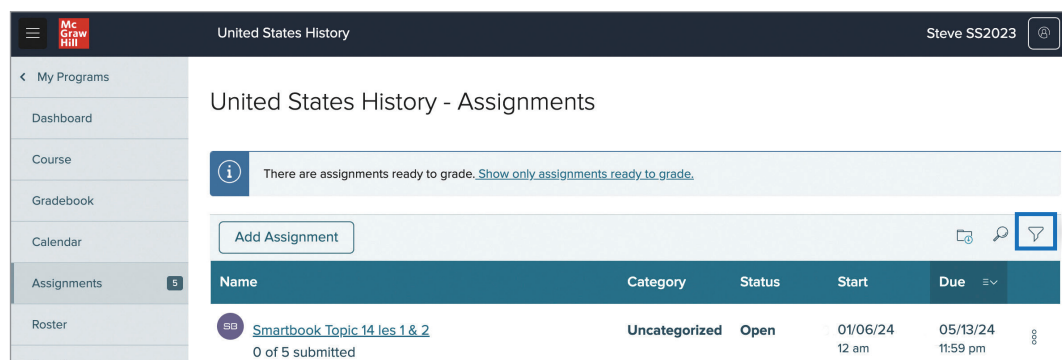 Mc
Graw
Hill
United States History
Steve SS2023
My Programs
Dashboard
Course
Gradebook
Calendar
Assignments 5
Roster
United States History - Assignments
There are assignments ready to grade. Show only assignments ready to grade.
Add Assignment
Name Category Status Start Due
SB Smartbook Topic 14 les 1 & 2 Uncategorized Open 01/06/24 05/13/24
0 of 5 submitted 12 am 11:59 pm